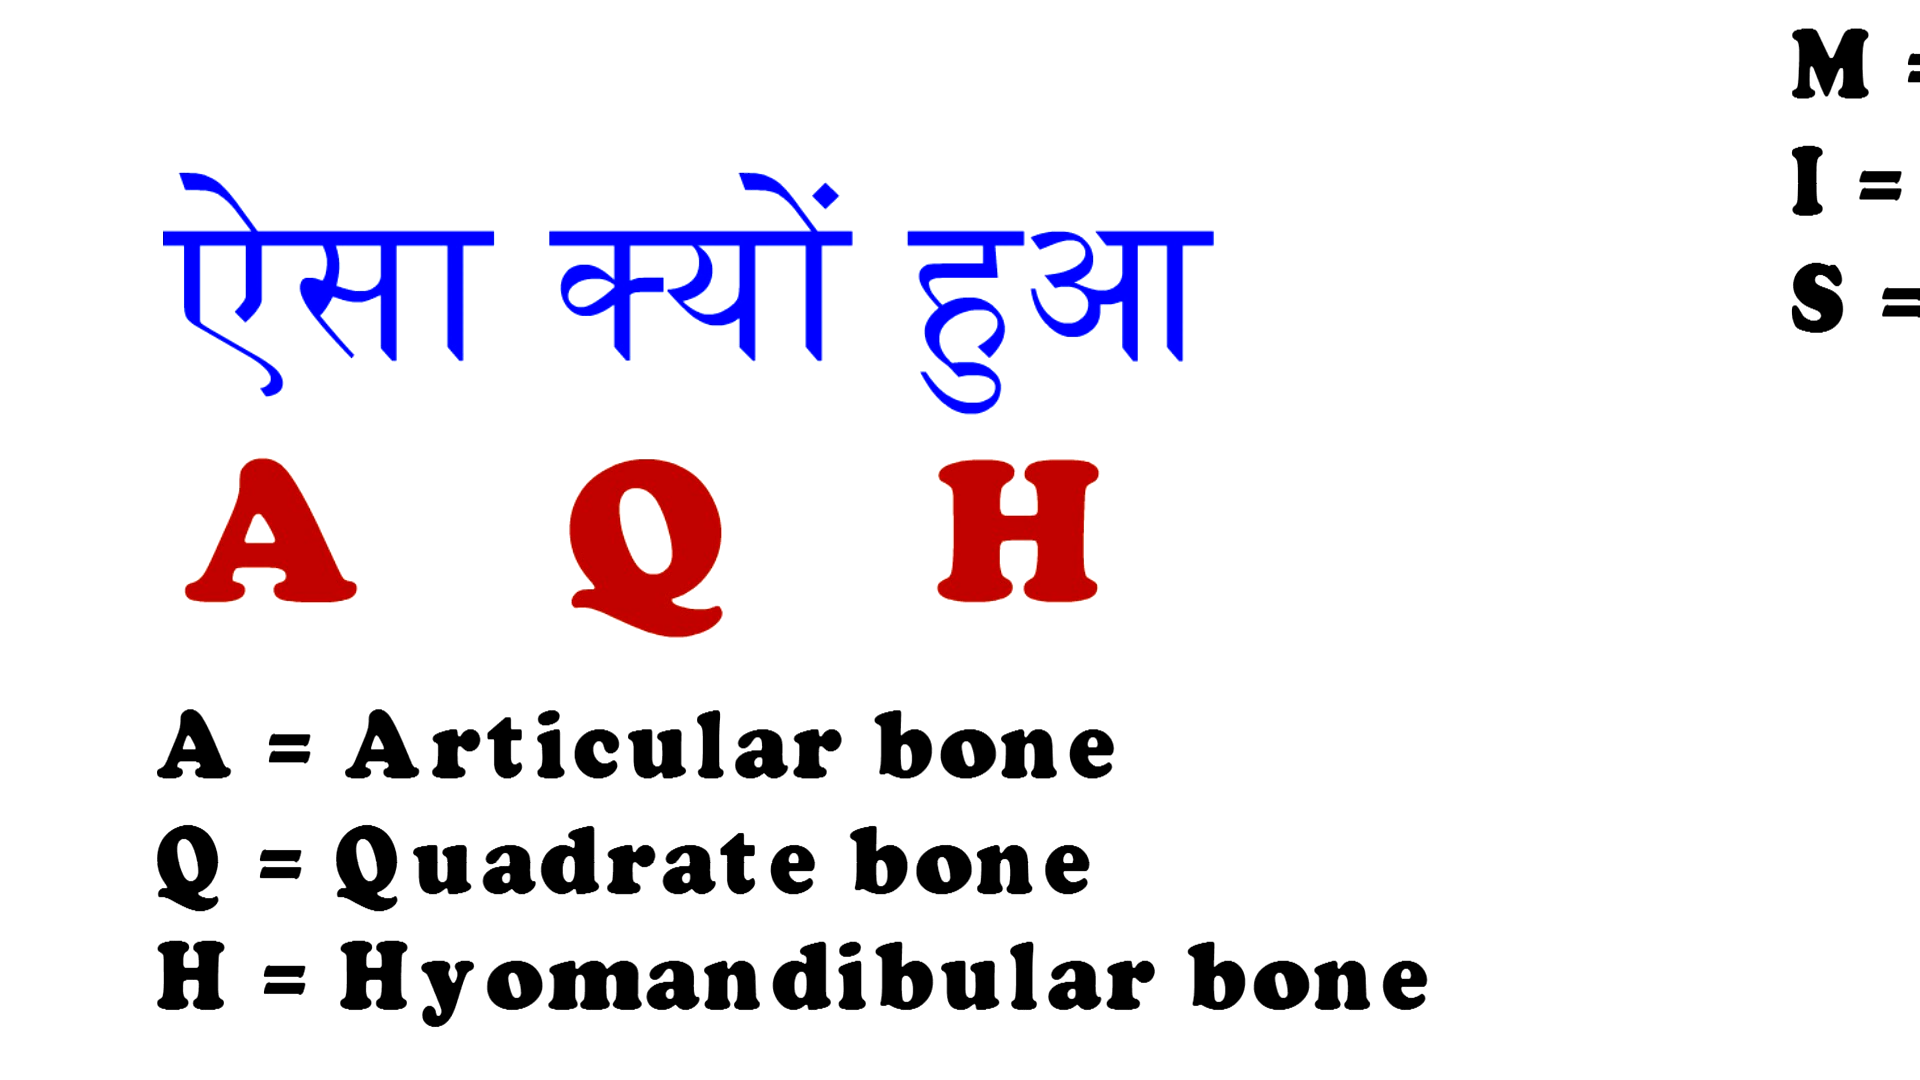 ऐसा क्यों हुआ
A Q H
A = Articular bone
Q = Quadrate bone
H = Hyomandibular bone
M =
I =
S =